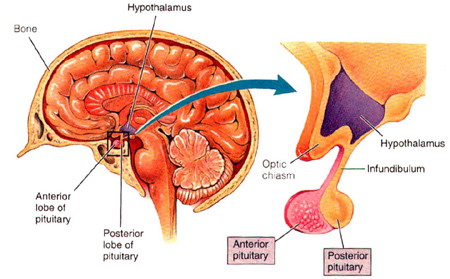 Hypothalamus
Bone
Hypothalamus
Optic
chiasm
Infundibulum
Anterior
lobe of
pituitary
Posterior
lobe of
pituitary
Anterior
pituitary
Posterior
pituitary